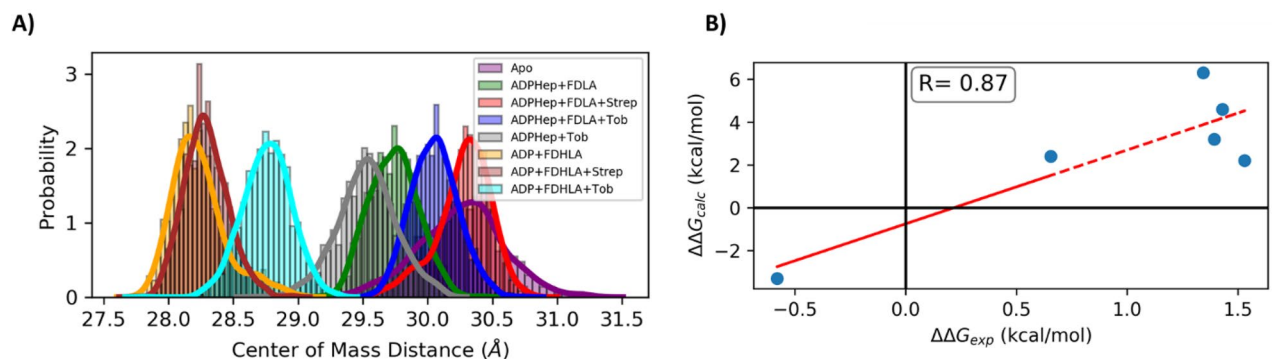 A)
Probability
3
2
1
0
27.5 28.0 28.5 29.0 29.5 30.0 30.5 31.0 31.5
Center of Mass Distance (Å)
Apo
ADPHep+FDLA
ADPHep+FDLA+Strep
ADPHep+FDLA+Tob
ADPHep+Tob
ADP+FDHLA
ADP+FDHLA+Strep
ADP+FDHLA+Tob
B)
R= 0.87
ΔΔG_calc (kcal/mol)
6
4
2
0
−2
−0.5 0.0 0.5 1.0 1.5
ΔΔG_exp (kcal/mol)